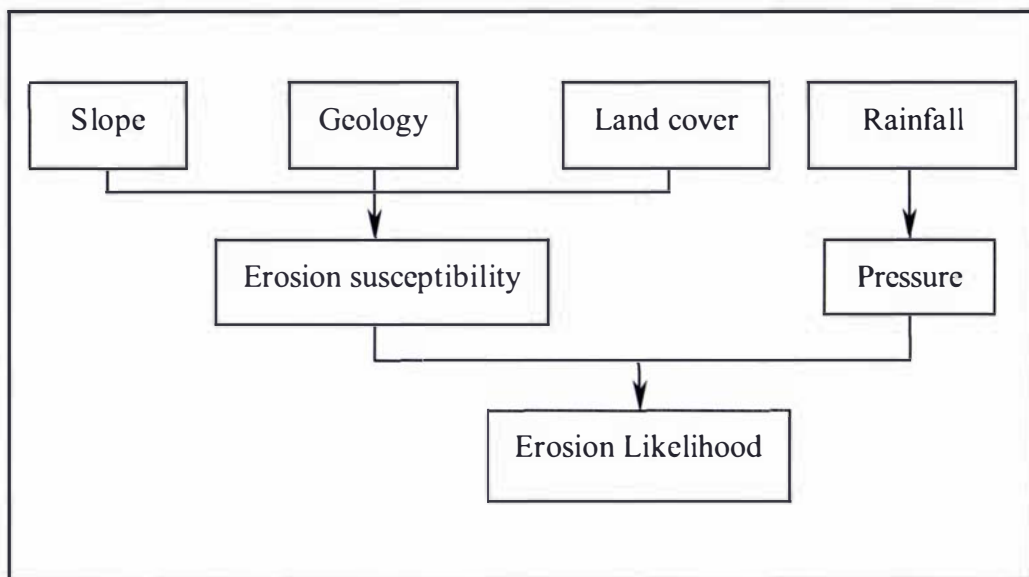 Slope
Geology
Land cover
Rainfall
Erosion susceptibility
Pressure
Erosion Likelihood